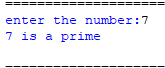 ====================
enter the number:7
7 is a prime
--------------------